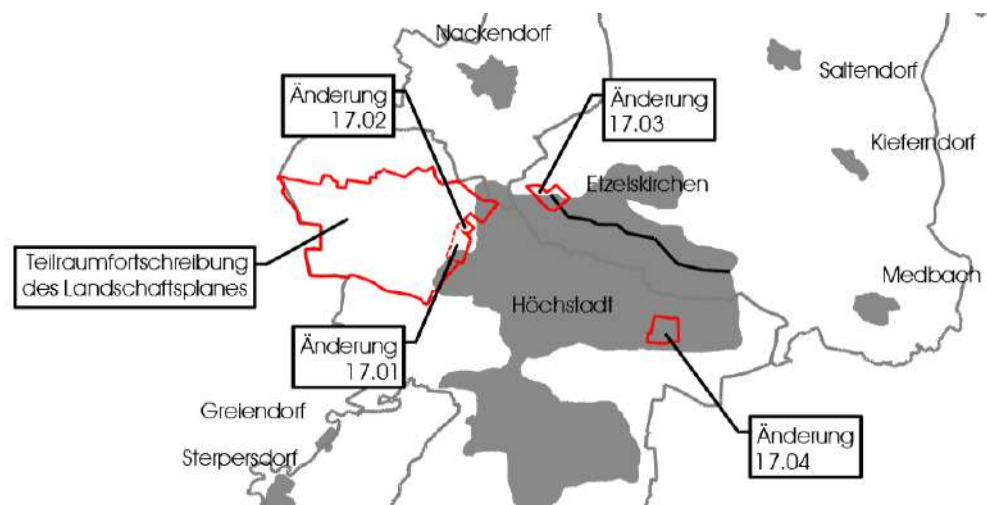 Nackendorf
Saltendorf
Änderung
17.02
Änderung
17.03
Kieferndorf
Etzelskirchen
Teilraumfortschreibung
des Landschaftsplanes
Medbach
Höchstadt
Änderung
17.01
Greiendorf
Änderung
17.04
Sterpersdorf